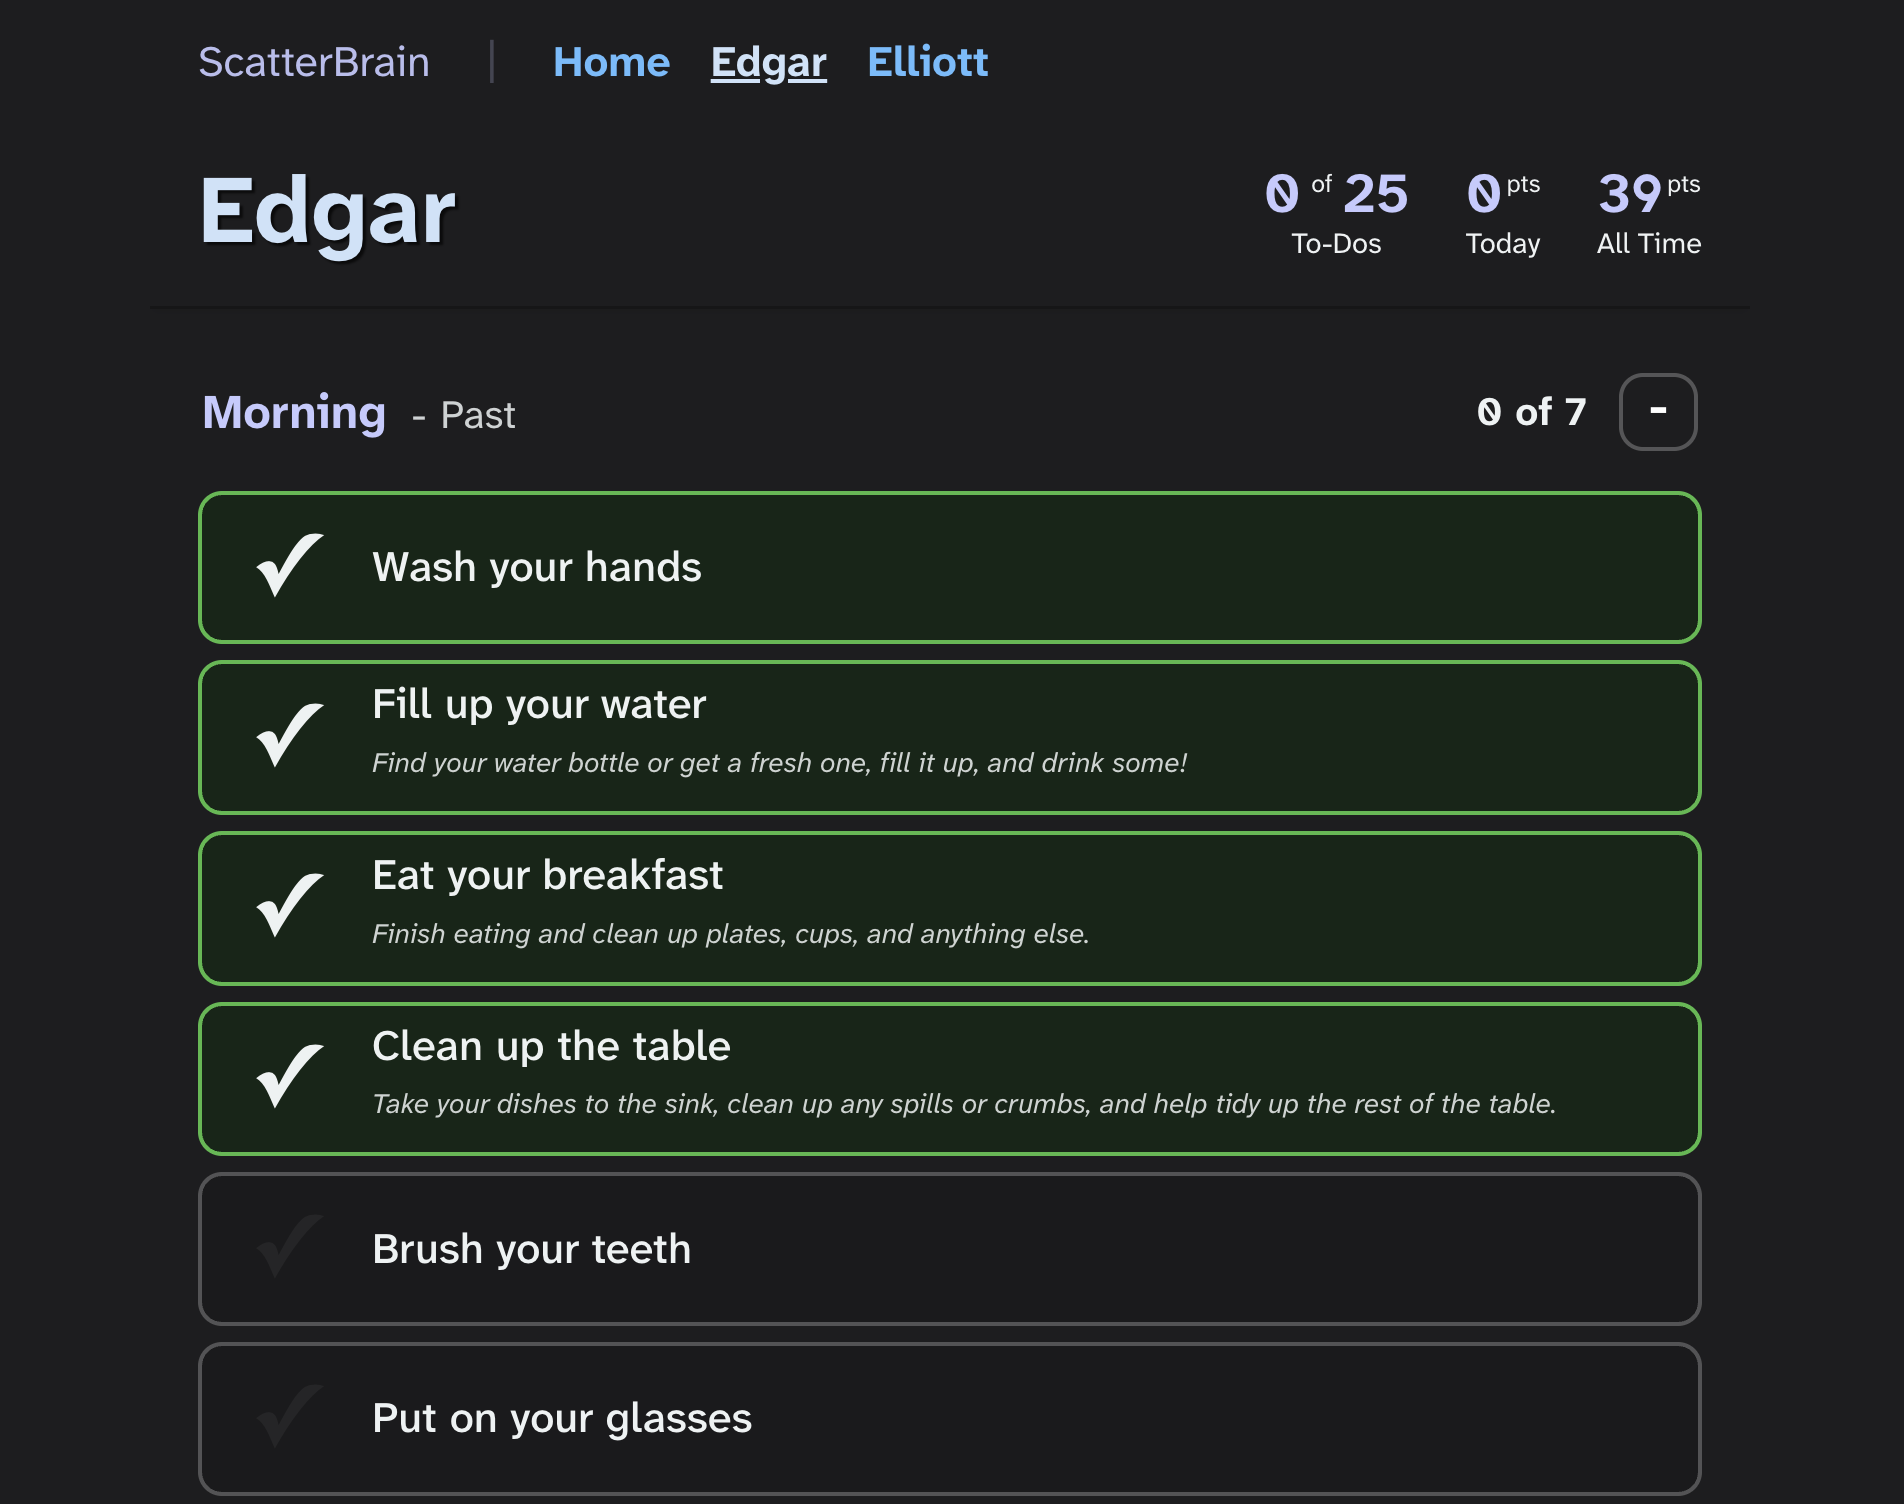 ScatterBrain | Home Edgar Elliott
Edgar
0 of 25 0 pts 39 pts
To-Dos Today All Time
Morning - Past 0 of 7 -
Wash your hands
Fill up your water
Find your water bottle or get a fresh one, fill it up, and drink some!
Eat your breakfast
Finish eating and clean up plates, cups, and anything else.
Clean up the table
Take your dishes to the sink, clean up any spills or crumbs, and help tidy up the rest of the table.
Brush your teeth
Put on your glasses